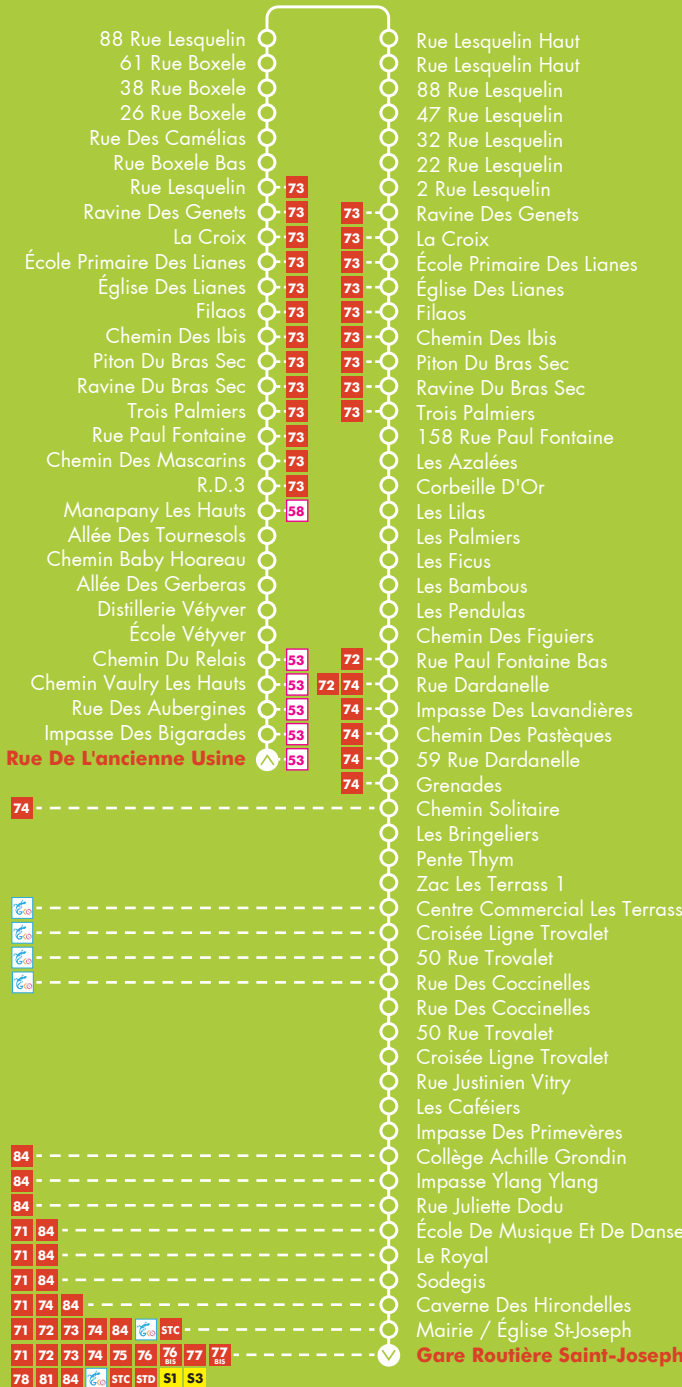 88 Rue Lesquelin
61 Rue Boxele
38 Rue Boxele
26 Rue Boxele
Rue Des Camélias
Rue Boxele Bas
Rue Lesquelin 73
Ravine Des Genets 73
La Croix 73
École Primaire Des Lianes 73
Église Des Lianes 73
Filaos 73
Chemin Des Ibis 73
Piton Du Bras Sec 73
Ravine Du Bras Sec 73
Trois Palmiers 73
Rue Paul Fontaine 73
Chemin Des Mascarins 73
R.D.3 73
Manapany Les Hauts 58
Allée Des Tournesols
Chemin Baby Hoareau
Allée Des Gerberas
Distillerie Vétyver
École Vétyver
Chemin Du Relais 53
Chemin Vaulry Les Hauts 53
Rue Des Aubergines 53
Impasse Des Bigarades 53
Rue De L'ancienne Usine 53
Rue Lesquelin Haut
Rue Lesquelin Haut
88 Rue Lesquelin
47 Rue Lesquelin
32 Rue Lesquelin
22 Rue Lesquelin
2 Rue Lesquelin
73 Ravine Des Genets
73 La Croix
73 École Primaire Des Lianes
73 Église Des Lianes
73 Filaos
73 Chemin Des Ibis
73 Piton Du Bras Sec
73 Ravine Du Bras Sec
73 Trois Palmiers
158 Rue Paul Fontaine
Les Azalées
Corbeille D'Or
Les Lilas
Les Palmiers
Les Ficus
Les Bambous
Les Pendulas
Chemin Des Figuiers
72 Rue Paul Fontaine Bas
72 74 Rue Dardanelle
74 Impasse Des Lavandières
74 Chemin Des Pastèques
74 59 Rue Dardanelle
74 Grenades
74 Chemin Solitaire
Les Bringeliers
Pente Thym
Zac Les Terrass 1
Centre Commercial Les Terrass
Croisée Ligne Trovalet
50 Rue Trovalet
Rue Des Coccinelles
Rue Des Coccinelles
50 Rue Trovalet
Croisée Ligne Trovalet
Rue Justinien Vitry
Les Caféiers
Impasse Des Primevères
84 Collège Achille Grondin
84 Impasse Ylang Ylang
84 Rue Juliette Dodu
71 84 École De Musique Et De Danse
71 84 Le Royal
71 84 Sodegis
71 74 84 Caverne Des Hirondelles
71 72 73 74 84 STC Mairie / Église St-Joseph
71 72 73 74 75 76 76 BIS 77 77 BIS Gare Routière Saint-Joseph
78 81 84 STC STD S1 S3